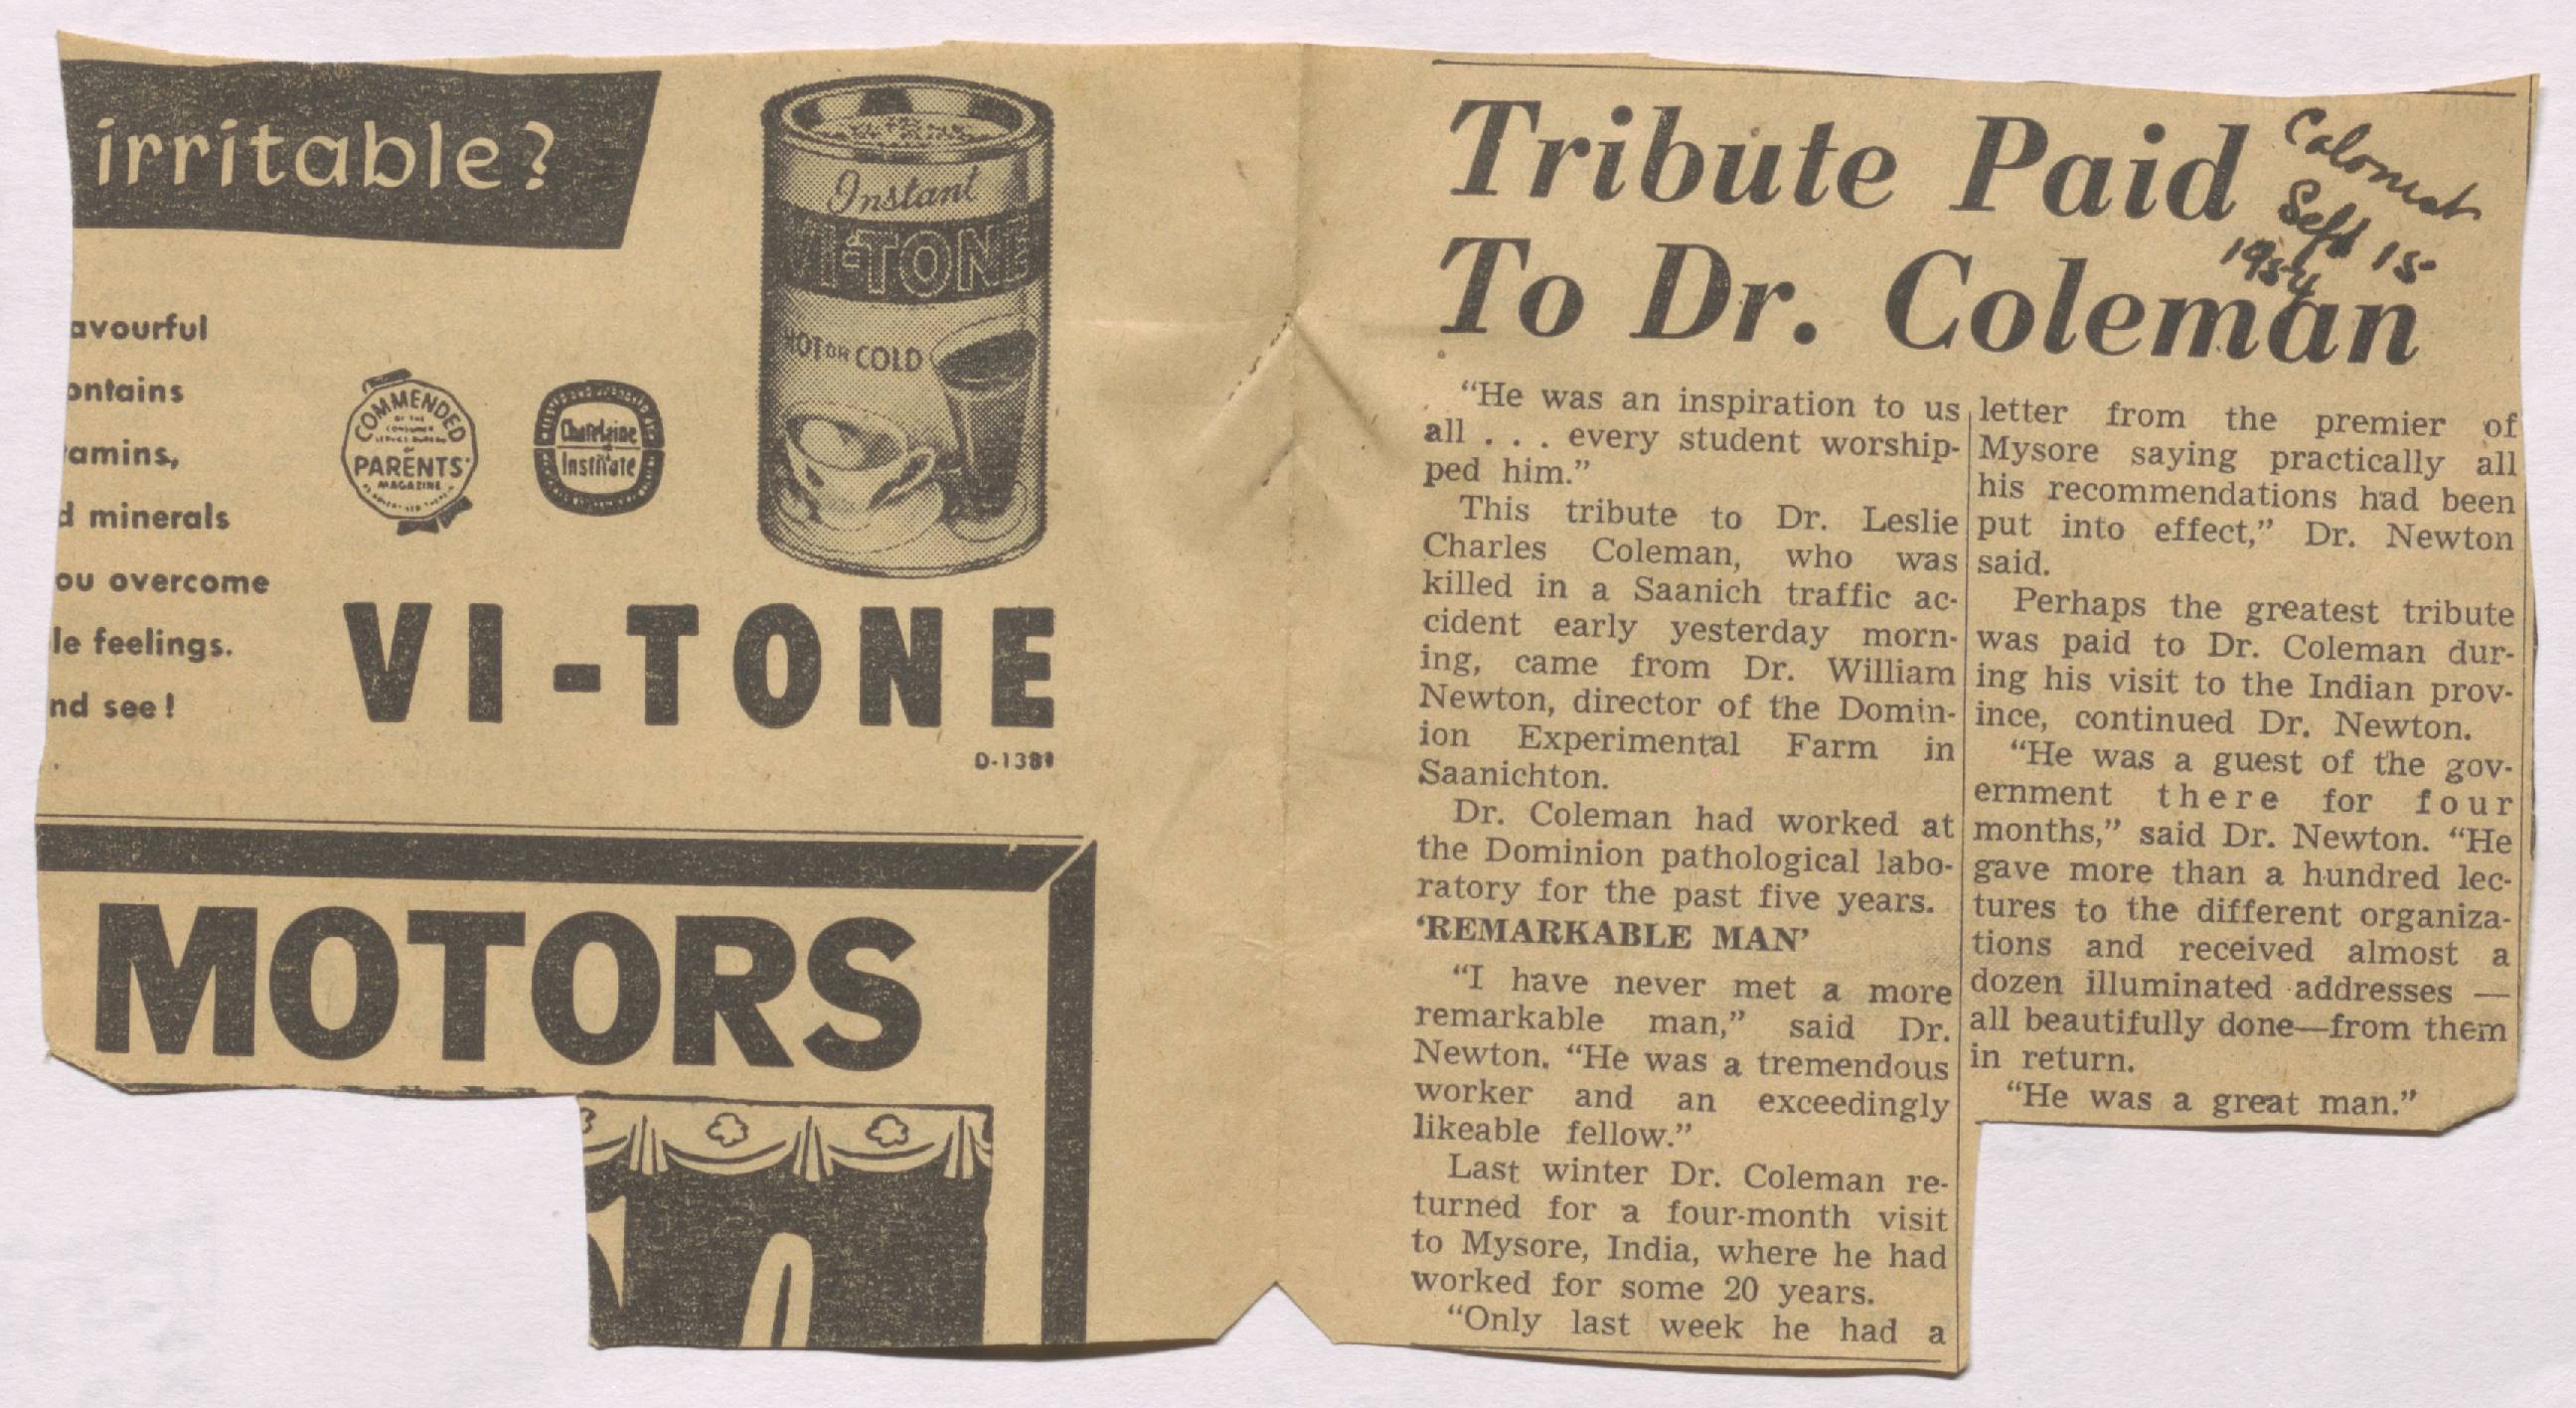 irritable?
avourful
ontains
amins,
d minerals
ou overcome
le feelings.
nd see!
COMMENDED
OF THE
CONSUMER
SERVICE BUREAU
PARENTS'
MAGAZINE
Chatelaine
Institute
Instant
VI-TONE
HOT OR COLD
VI-TONE
MOTORS
Tribute Paid
To Dr. Coleman
Colonist
Sept 15
1954
“He was an inspiration to us
all . . . every student worship-
ped him.”
This tribute to Dr. Leslie
Charles Coleman, who was
killed in a Saanich traffic ac-
cident early yesterday morn-
ing, came from Dr. William
Newton, director of the Domin-
ion Experimental Farm in
Saanichton.
Dr. Coleman had worked at
the Dominion pathological labo-
ratory for the past five years.
‘REMARKABLE MAN’
“I have never met a more
remarkable man,” said Dr.
Newton. “He was a tremendous
worker and an exceedingly
likeable fellow.”
Last winter Dr. Coleman re-
turned for a four-month visit
to Mysore, India, where he had
worked for some 20 years.
“Only last week he had a
letter from the premier of
Mysore saying practically all
his recommendations had been
put into effect,” Dr. Newton
said.
Perhaps the greatest tribute
was paid to Dr. Coleman dur-
ing his visit to the Indian prov-
ince, continued Dr. Newton.
“He was a guest of the gov-
ernment there for four
months,” said Dr. Newton. “He
gave more than a hundred lec-
tures to the different organiza-
tions and received almost a
dozen illuminated addresses —
all beautifully done—from them
in return.
“He was a great man.”